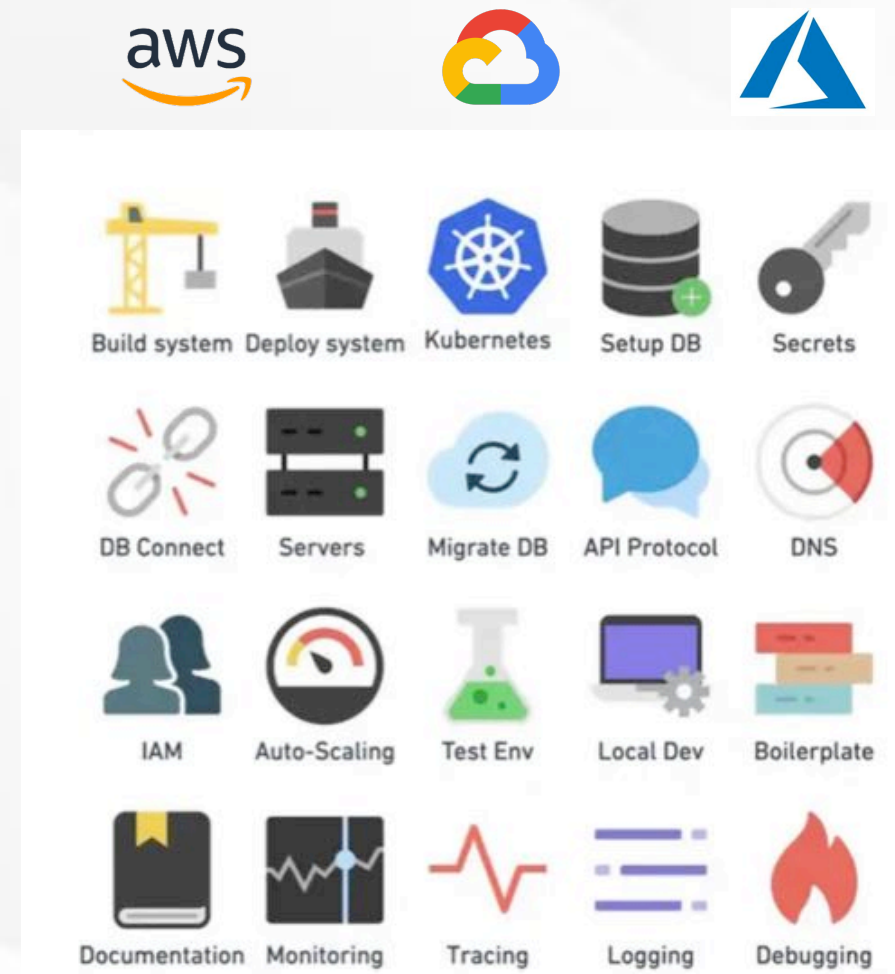 aws
Build system Deploy system Kubernetes Setup DB Secrets
DB Connect Servers Migrate DB API Protocol DNS
IAM Auto-Scaling Test Env Local Dev Boilerplate
Documentation Monitoring Tracing Logging Debugging